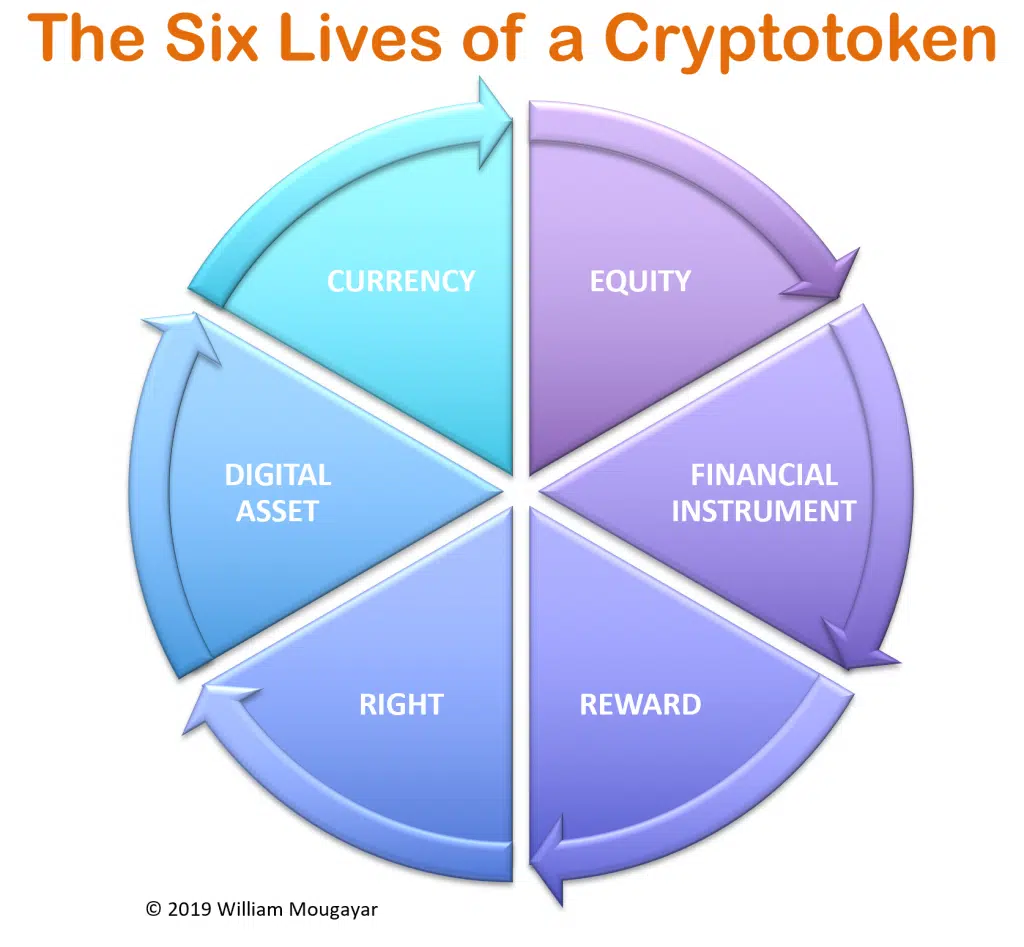 The Six Lives of a Cryptotoken
CURRENCY
EQUITY
DIGITAL
ASSET
FINANCIAL
INSTRUMENT
RIGHT
REWARD
© 2019 William Mougayar